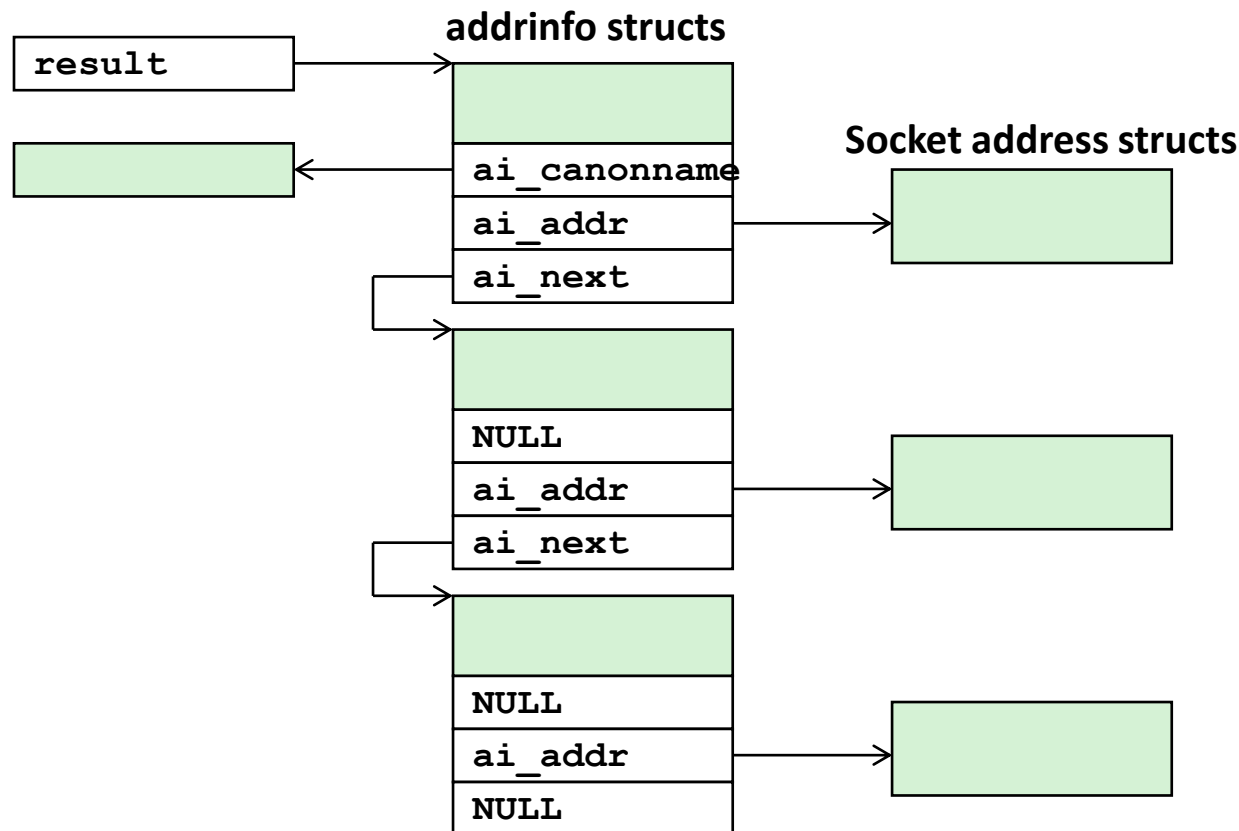 addrinfo structs
result
Socket address structs
ai_canonname
ai_addr
ai_next
NULL
ai_addr
ai_next
NULL
ai_addr
NULL